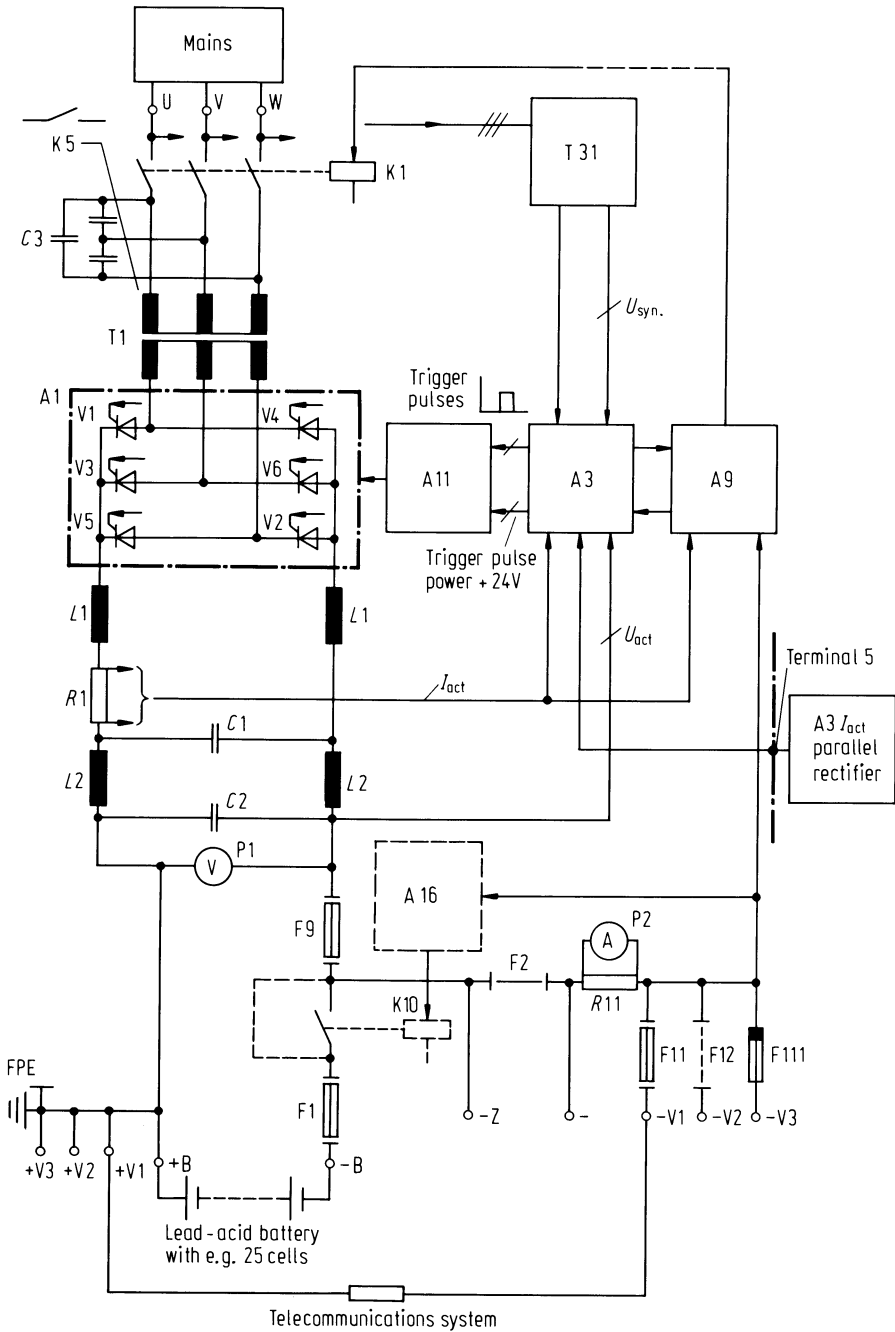 Mains
U
V
W
K5
K1
T31
C3
T1
Usyn.
A1
V1
V4
V3
V6
V5
V2
Trigger
pulses
A11
A3
A9
Trigger pulse
power + 24V
L1
L1
Uact
Terminal 5
R1
Iact
A3 Iact
parallel
rectifier
C1
L2
L2
C2
V
P1
A16
P2
A
F9
F2
R11
K10
F11
F12
F111
FPE
F1
-Z
-
-V1
-V2
-V3
+V3
+V2
+V1
+B
-B
Lead-acid battery
with e.g. 25 cells
Telecommunications system